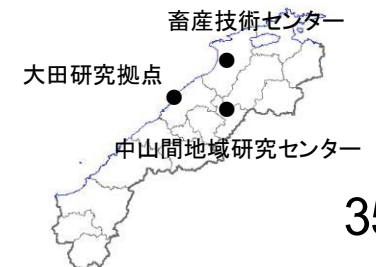 畜産技術センター
大田研究拠点
中山間地域研究センター
35